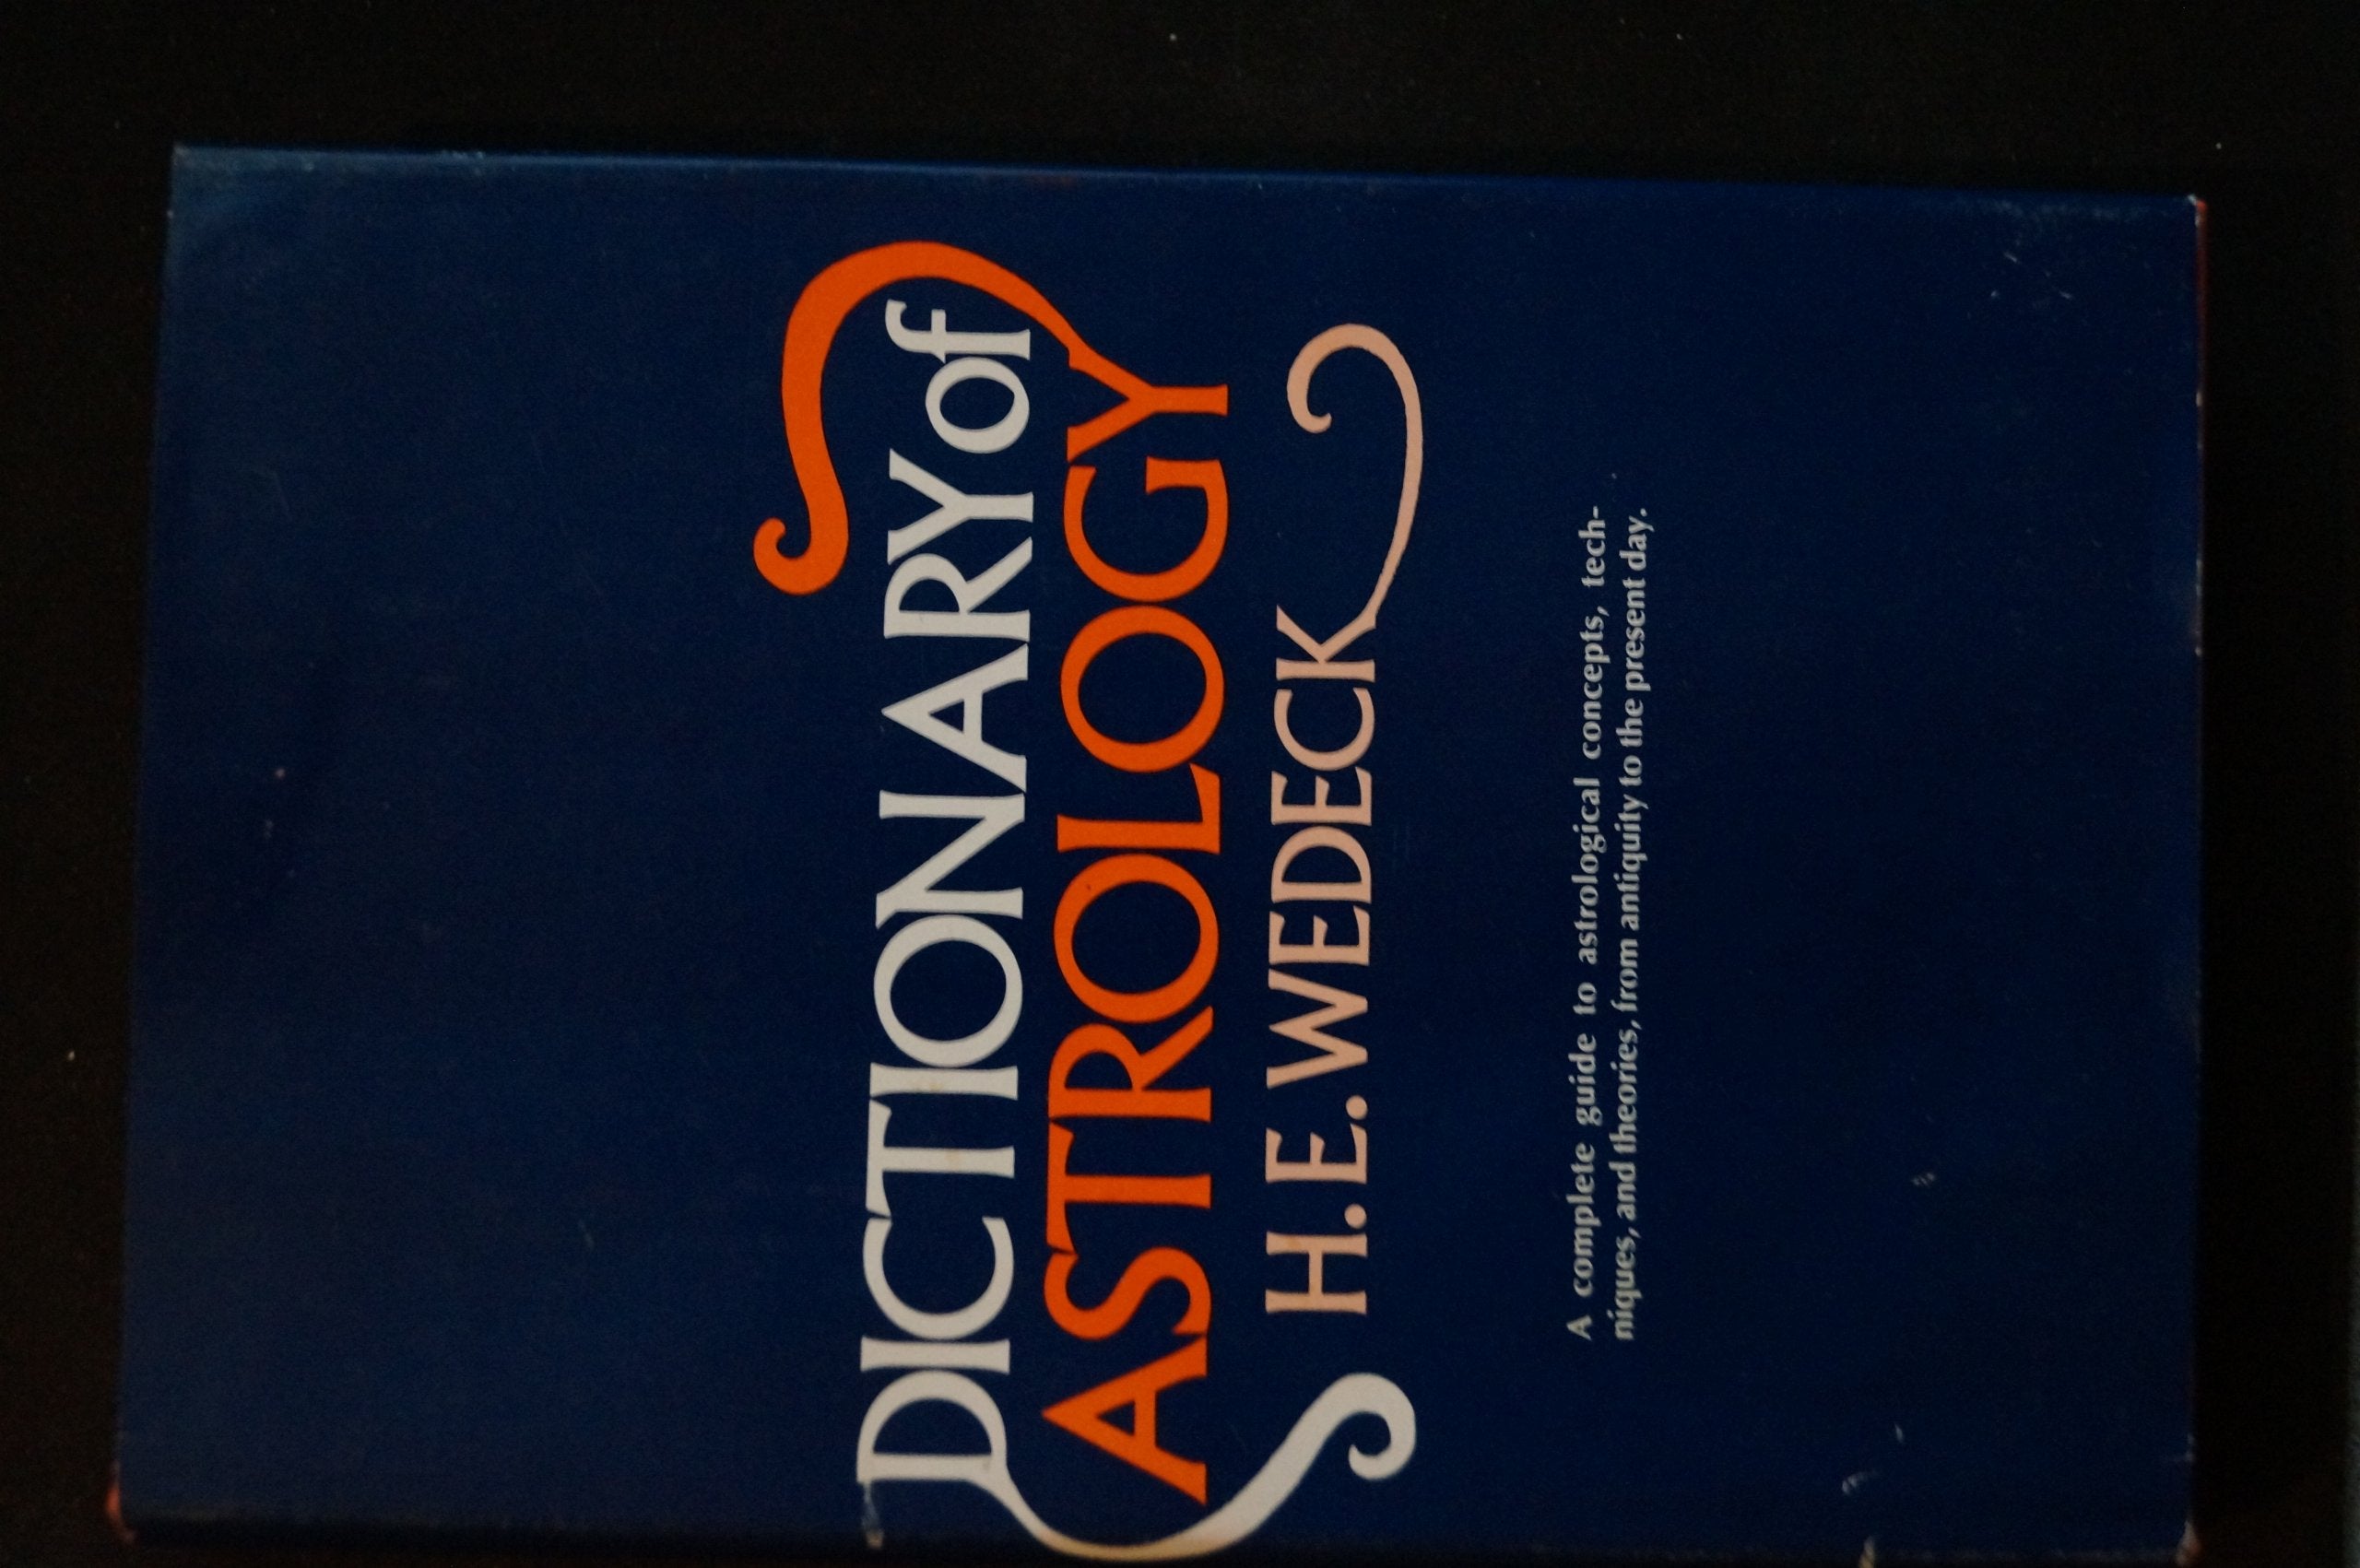 DICTIONARY of
ASTROLOGY
H.E. WEDECK
A complete guide to astrological concepts, tech-
niques, and theories, from antiquity to the present day.